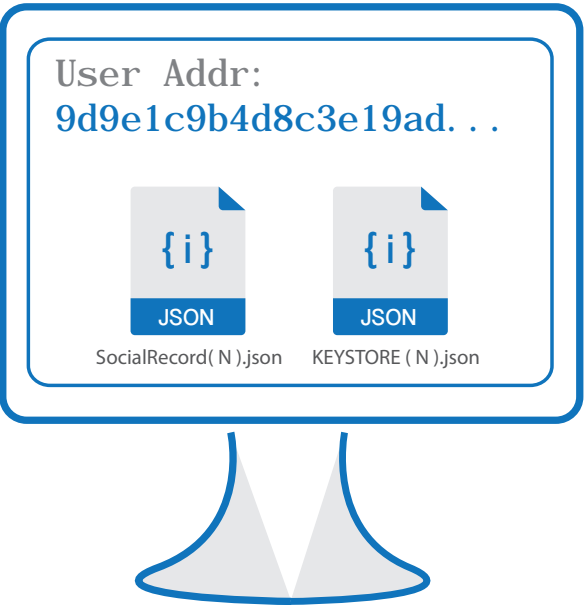 User Addr:
9d9e1c9b4d8c3e19ad...
{i} {i}
JSON JSON
SocialRecord( N ).json KEYSTORE ( N ).json